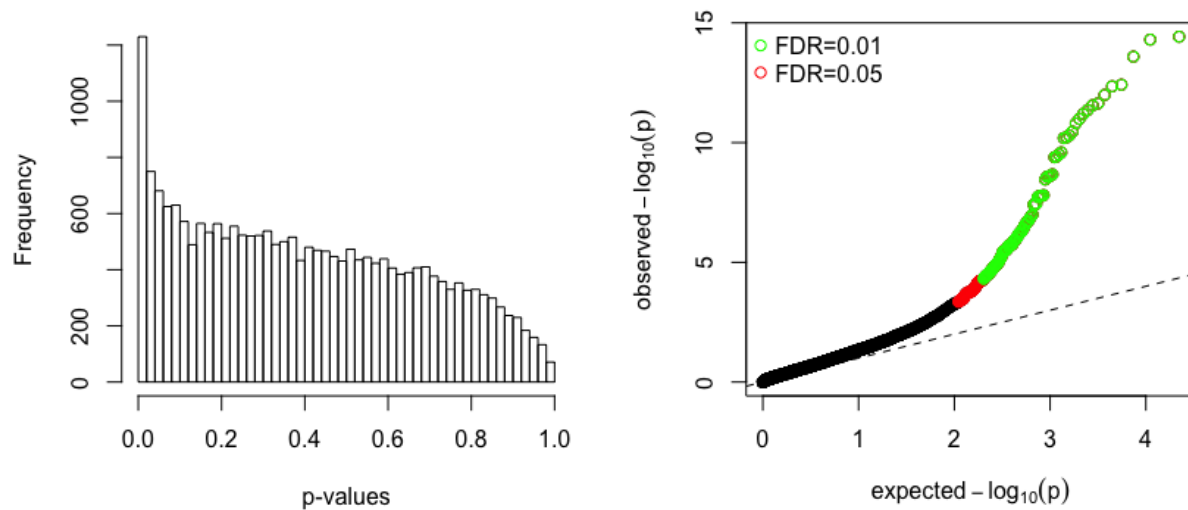 Frequency
1000
600
200
0
0.0 0.2 0.4 0.6 0.8 1.0
p-values
15
10
5
0
observed – log10(p)
FDR=0.01
FDR=0.05
0 1 2 3 4
expected – log10(p)